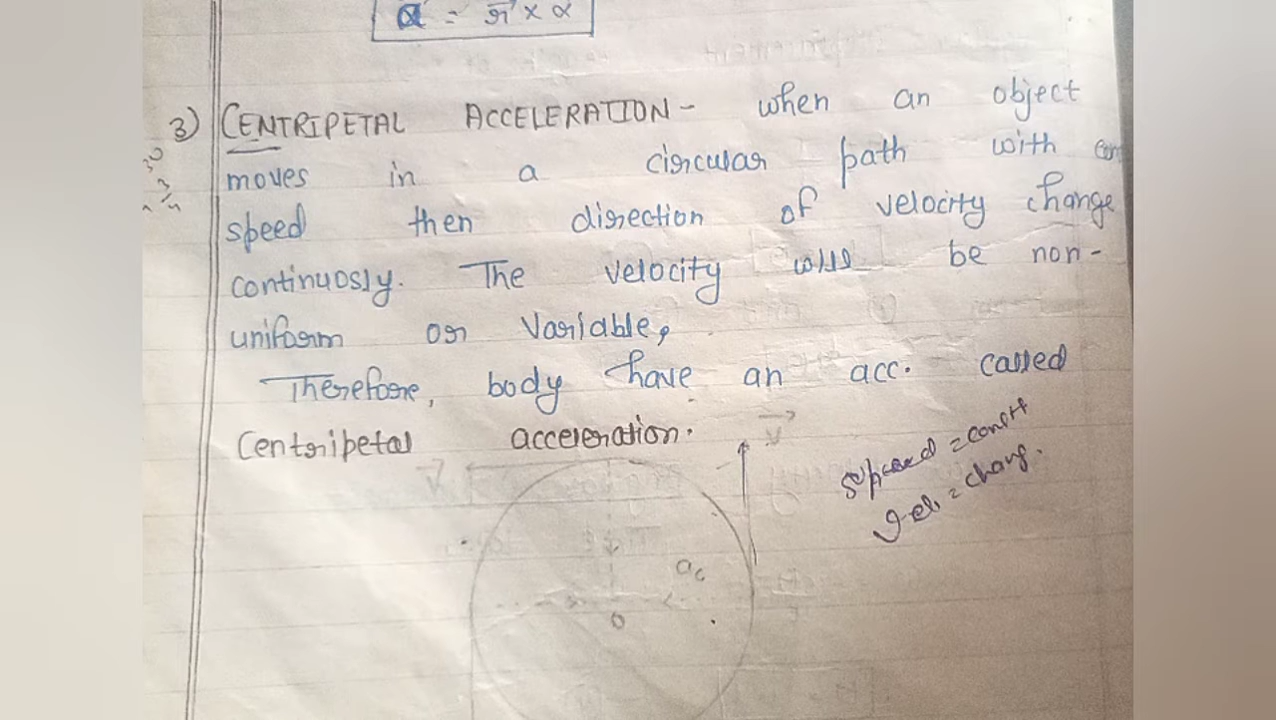 a = r × α
3) CENTRIPETAL ACCELERATION - when an object
moves in a circular path with con
speed then direction of velocity change
continuosly. The velocity will be non-
uniform or variable,
Therefore, body have an acc. called
Centripetal acceleration.
V
V
speed = constt
vel. = chang.
ac
O